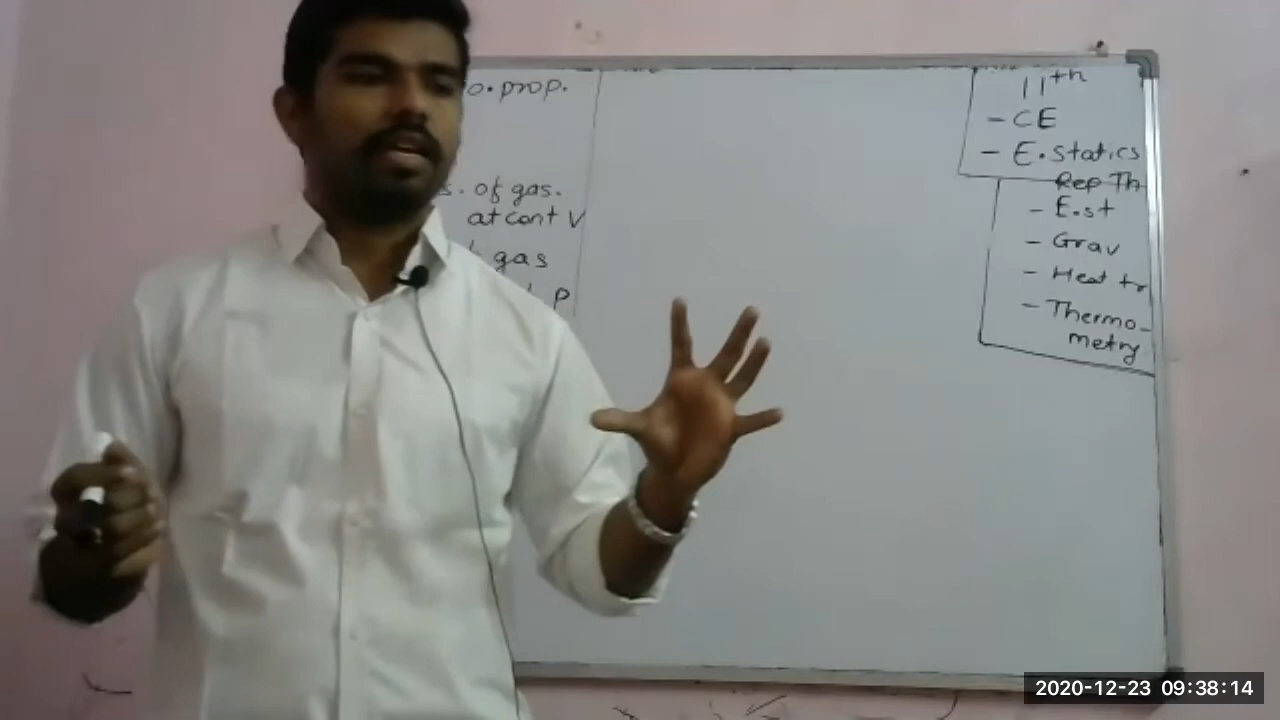 o. prop.
s. of gas.
at cont V
gas
P
11th
- CE
- E. Statics
Rep Th
- E.st
- Grav
- Heat tr
- Thermo-
metry
2020-12-23 09:38:14